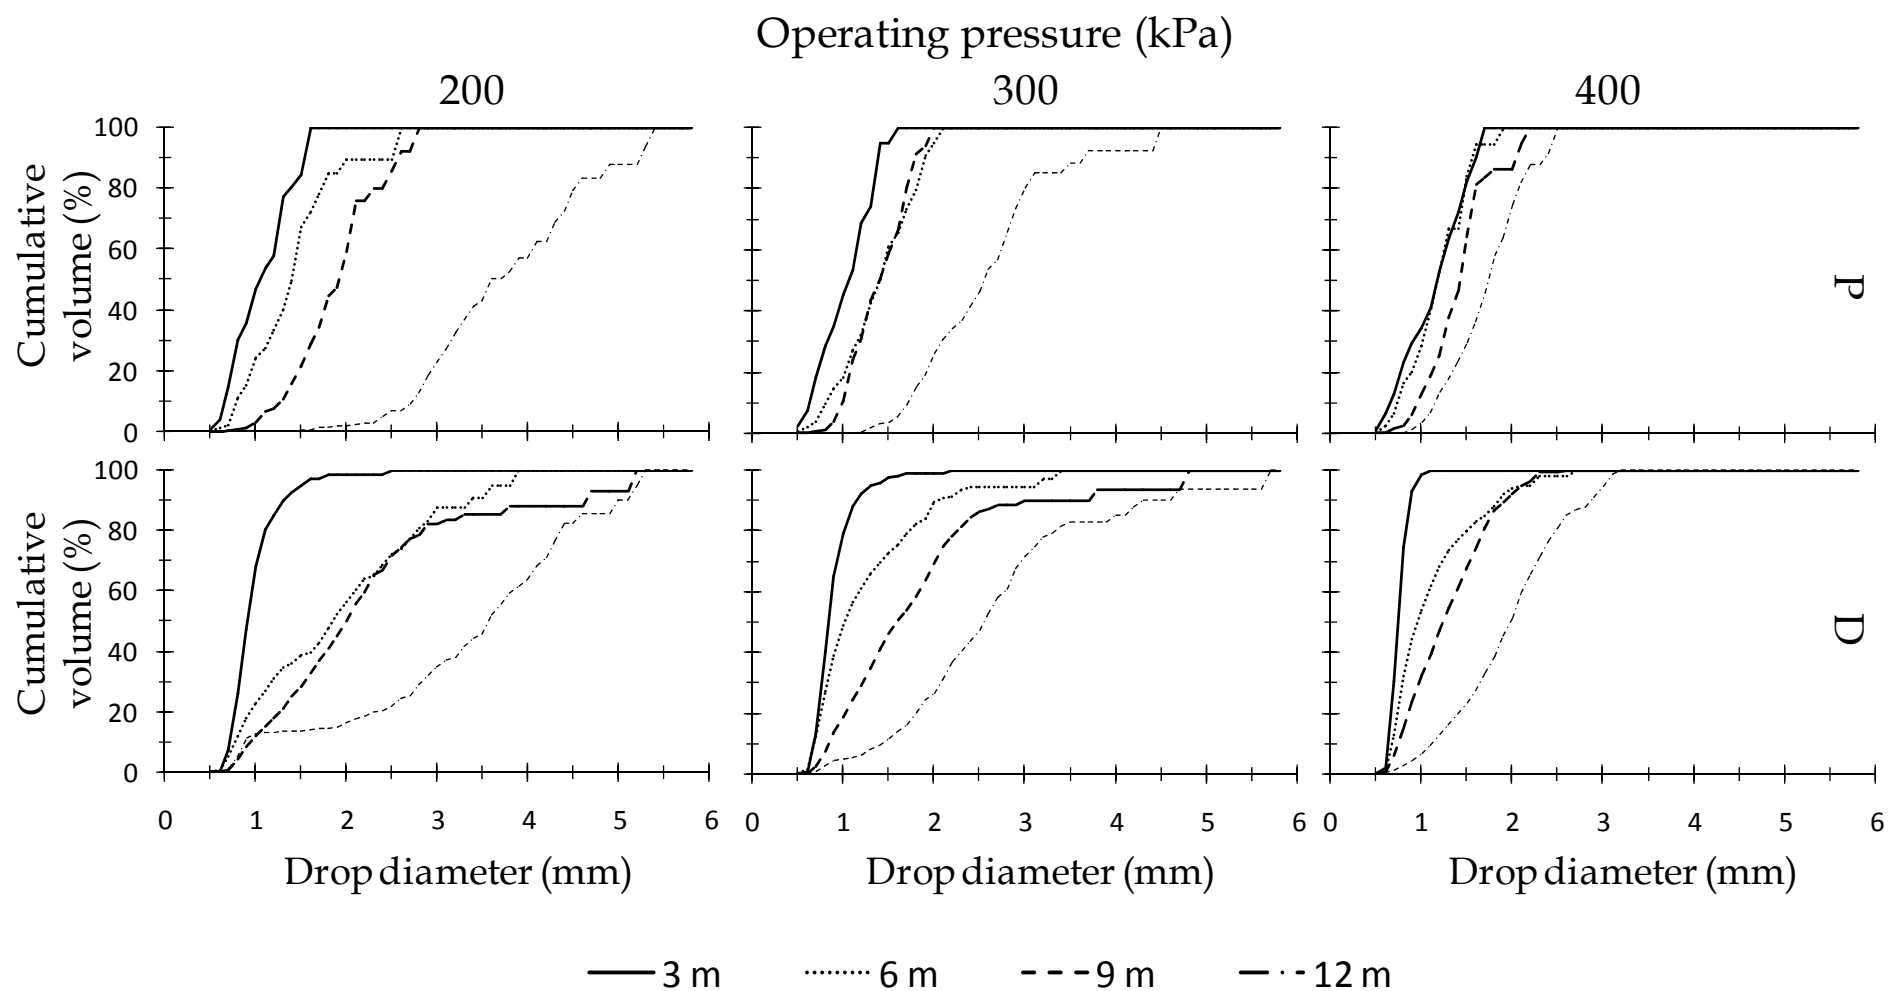 Operating pressure (kPa)
200 300 400
Cumulative
volume (%)
100
80
60
40
20
0
P
Cumulative
volume (%)
100
80
60
40
20
0
D
0 1 2 3 4 5 6
0 1 2 3 4 5 6
0 1 2 3 4 5 6
Drop diameter (mm) Drop diameter (mm) Drop diameter (mm)
3 m 6 m 9 m 12 m